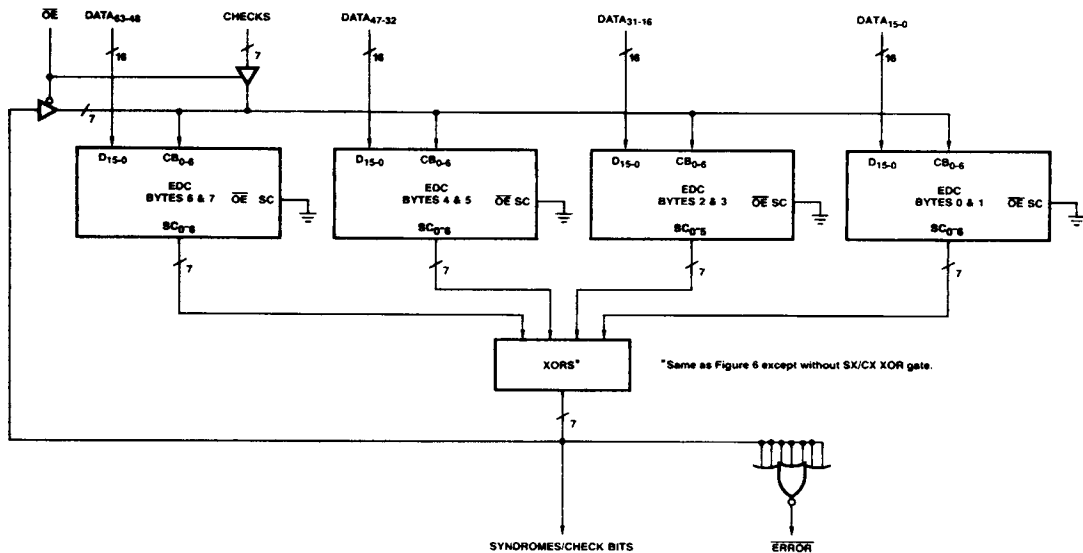 OE DATA63-48 CHECKS DATA47-32 DATA31-16 DATA15-0
16 7 16 16 16
7
D15-0 CB0-6 D15-0 CB0-6 D15-0 CB0-6 D15-0 CB0-6
EDC EDC EDC EDC
BYTES 6 & 7 OE SC BYTES 4 & 5 OE SC BYTES 2 & 3 OE SC BYTES 0 & 1 OE SC
SC0-6 SC0-6 SC0-5 SC0-6
7 7 7 7
XORS* *Same as Figure 6 except without SX/CX XOR gate.
7
SYNDROMES/CHECK BITS ERROR